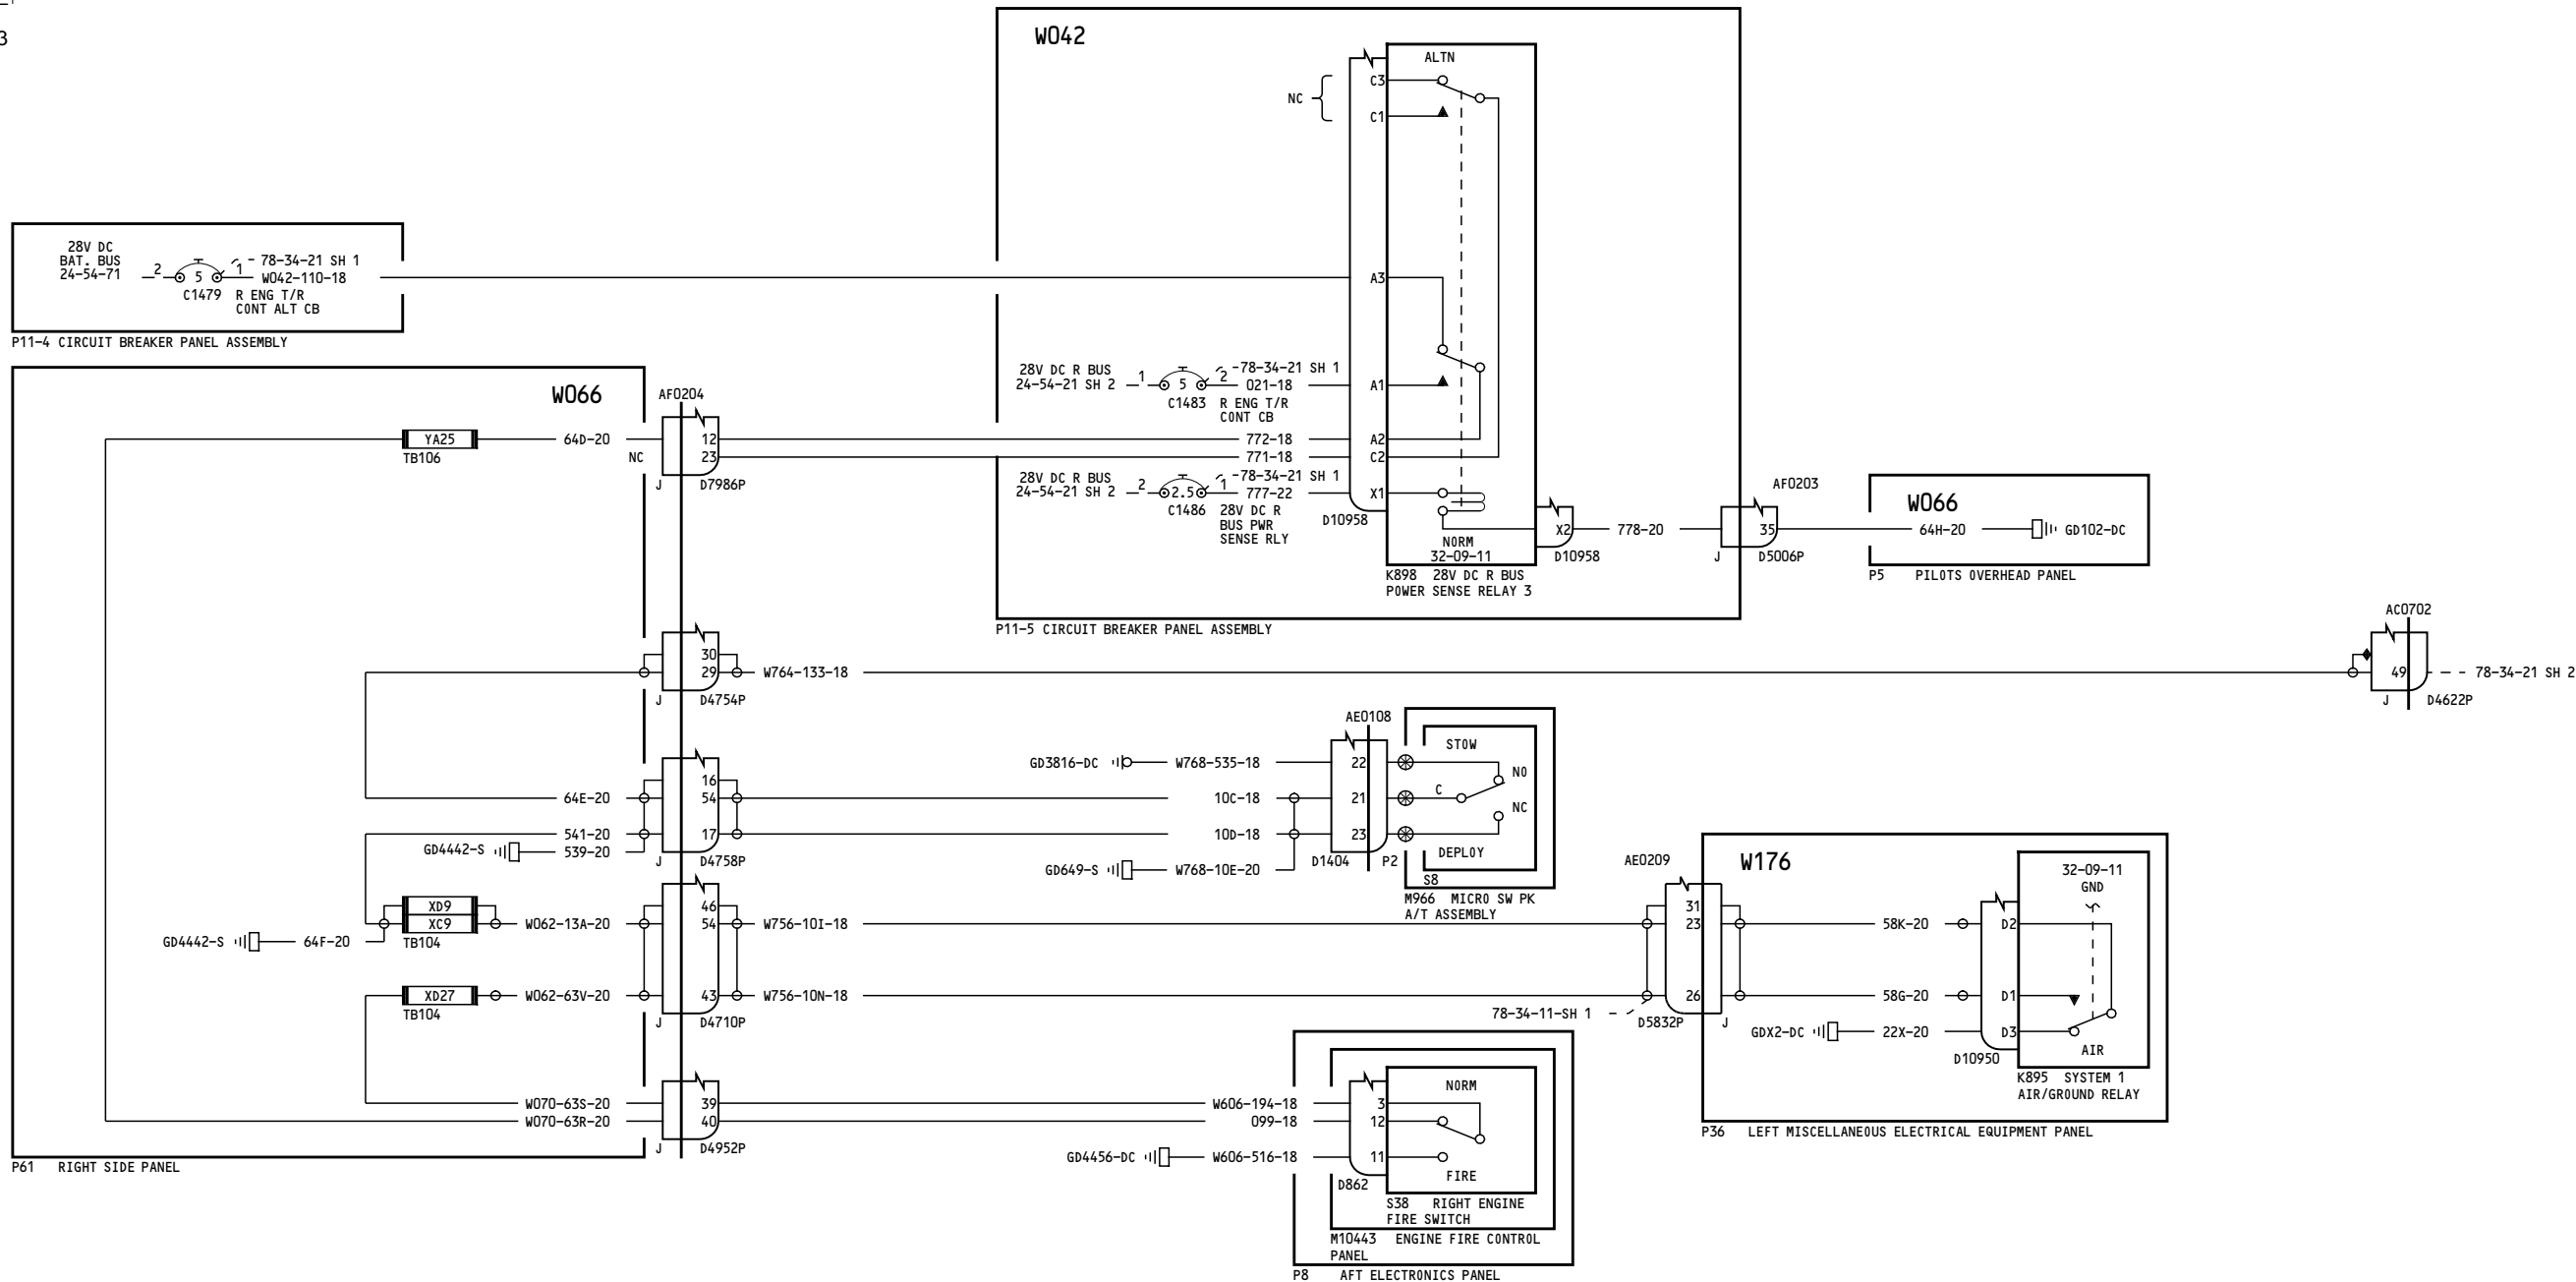 3
W042
ALTN
NC
C3
C1
28V DC
BAT. BUS
24-54-71
2
5
1
78-34-21 SH 1
W042-110-18
C1479
R ENG T/R
CONT ALT CB
P11-4 CIRCUIT BREAKER PANEL ASSEMBLY
A3
28V DC R BUS
24-54-21 SH 2
1
5
2
78-34-21 SH 1
021-18
C1483
R ENG T/R
CONT CB
A1
W066
AF0204
YA25
TB106
64D-20
NC
12
23
J
D7986P
772-18
771-18
A2
C2
28V DC R BUS
24-54-21 SH 2
2
2.5
1
78-34-21 SH 1
777-22
C1486
28V DC R
BUS PWR
SENSE RLY
X1
D10958
NORM
32-09-11
X2
D10958
K898 28V DC R BUS
POWER SENSE RELAY 3
778-20
AF0203
35
J
D5006P
W066
64H-20
GD102-DC
P5 PILOTS OVERHEAD PANEL
P11-5 CIRCUIT BREAKER PANEL ASSEMBLY
30
29
J
D4754P
W764-133-18
AC0702
49
J
D4622P
78-34-21 SH 2
64E-20
541-20
GD4442-S
539-20
16
54
17
J
D4758P
GD3816-DC
W768-535-18
10C-18
10D-18
GD649-S
W768-10E-20
AE0108
22
21
23
D1404
P2
STOW
NO
C
NC
DEPLOY
S8
M966 MICRO SW PK
A/T ASSEMBLY
XD9
XC9
TB104
GD4442-S
64F-20
W062-13A-20
46
54
W756-10I-18
XD27
TB104
W062-63V-20
43
J
D4710P
W756-10N-18
78-34-11-SH 1
AE0209
31
23
26
D5832P
J
W176
58K-20
58G-20
GDX2-DC
22X-20
D2
D1
D3
D10950
32-09-11
GND
AIR
K895 SYSTEM 1
AIR/GROUND RELAY
P36 LEFT MISCELLANEOUS ELECTRICAL EQUIPMENT PANEL
W070-63S-20
W070-63R-20
39
40
J
D4952P
P61 RIGHT SIDE PANEL
W606-194-18
099-18
GD4456-DC
W606-516-18
3
12
11
D862
NORM
FIRE
S38 RIGHT ENGINE
FIRE SWITCH
M10443 ENGINE FIRE CONTROL
PANEL
P8 AFT ELECTRONICS PANEL